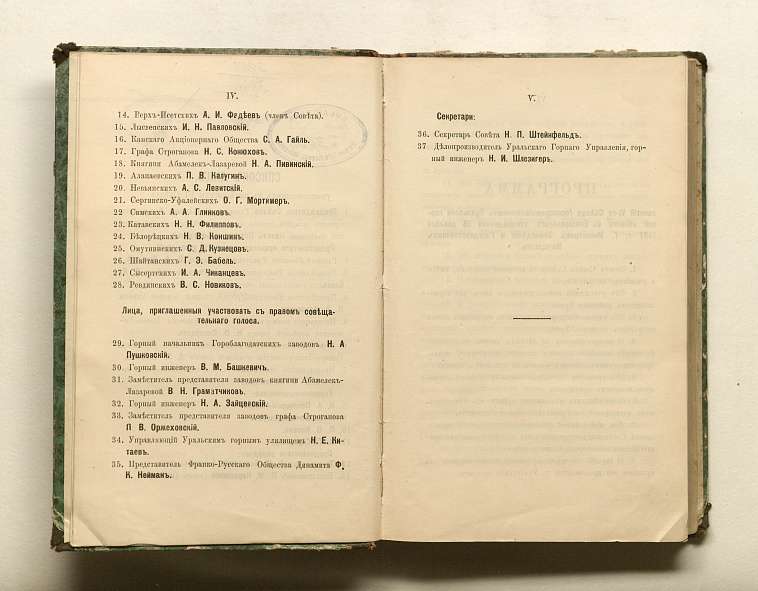 IV.
14. Верхъ-Исетскихъ А. И. Фадѣевъ (членъ Совѣта).
15. Лысвенскихъ И. Н. Павловскій.
16. Камскаго Акціонернаго Общества С. А. Гайль.
17. Графа Строганова Н. С. Конюховъ.
18. Княгини Абамелекъ-Лазаревой Н. А. Пивинскій.
19. Алапаевскихъ П. В. Калугинъ.
20. Невьянскихъ А. С. Левитскій.
21. Сергинско-Уфалейскихъ О. Г. Мортимеръ.
22 Симскихъ А. А. Глинковъ.
23. Катавскихъ Н. Н. Филипповъ.
24. Бѣлорѣцкихъ Н. В. Коншинъ.
25. Омутнинскихъ С. Д. Кузнецовъ.
26. Шайтанскихъ Г. Э. Бабель.
27. Сысертскихъ И. А. Чиканцевъ.
28. Ревдинскихъ В. С. Новиковъ.
Лица, приглашенныя участвовать съ правомъ совѣща-
тельнаго голоса.
29. Горный начальникъ Гороблагодатскихъ заводовъ Н. А
Пушковскій.
30. Горный инженеръ В. М. Башкевичъ.
31. Замѣститель представителя заводовъ княгини Абамелекъ-
Лазаревой В Н. Граматчиковъ.
32. Горный инженеръ Н. А. Зайцевскій.
33. Замѣститель представителя заводовъ графа Строганова
П В. Оржеховскій.
34. Управляющій Уральскимъ горнымъ училищемъ Н. Е. Ки-
таевъ.
35. Представитель Франко-Русскаго Общества Динамита Ф.
К. Нейманъ.
V.
Секретари:
36. Секретарь Совѣта Н. П. Штейнфельдъ.
37. Дѣлопроизводитель Уральскаго Горнаго Управленія, гор-
ный инженеръ Н. И. Шлезигеръ.